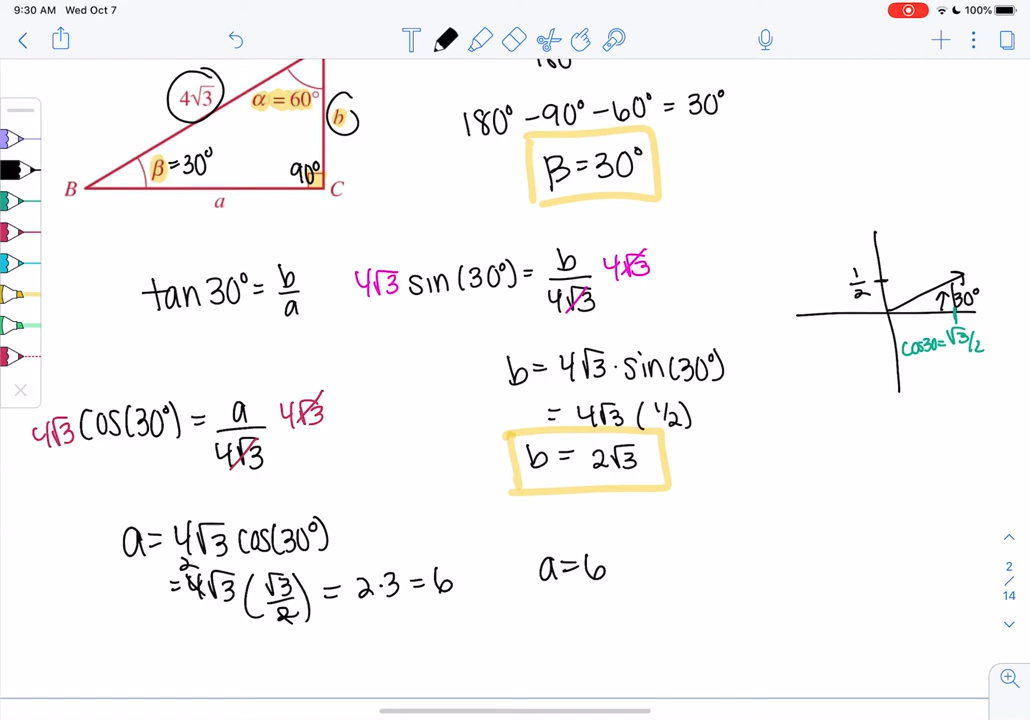 9:30 AM Wed Oct 7
100%
T
180°
4√3
α = 60°
b
180° - 90° - 60° = 30°
β = 30°
90°
β = 30°
B
C
a
tan 30° = b/a
4√3 sin(30°) = b/4√3 4√3
1/2
30°
cos30 = √3/2
b = 4√3 · sin(30°)
4√3 cos(30°) = a/4√3 4√3
= 4√3 (1/2)
b = 2√3
a = 4√3 cos(30°)
2
= 4√3 (√3/2) = 2·3 = 6
a = 6
2
/
14